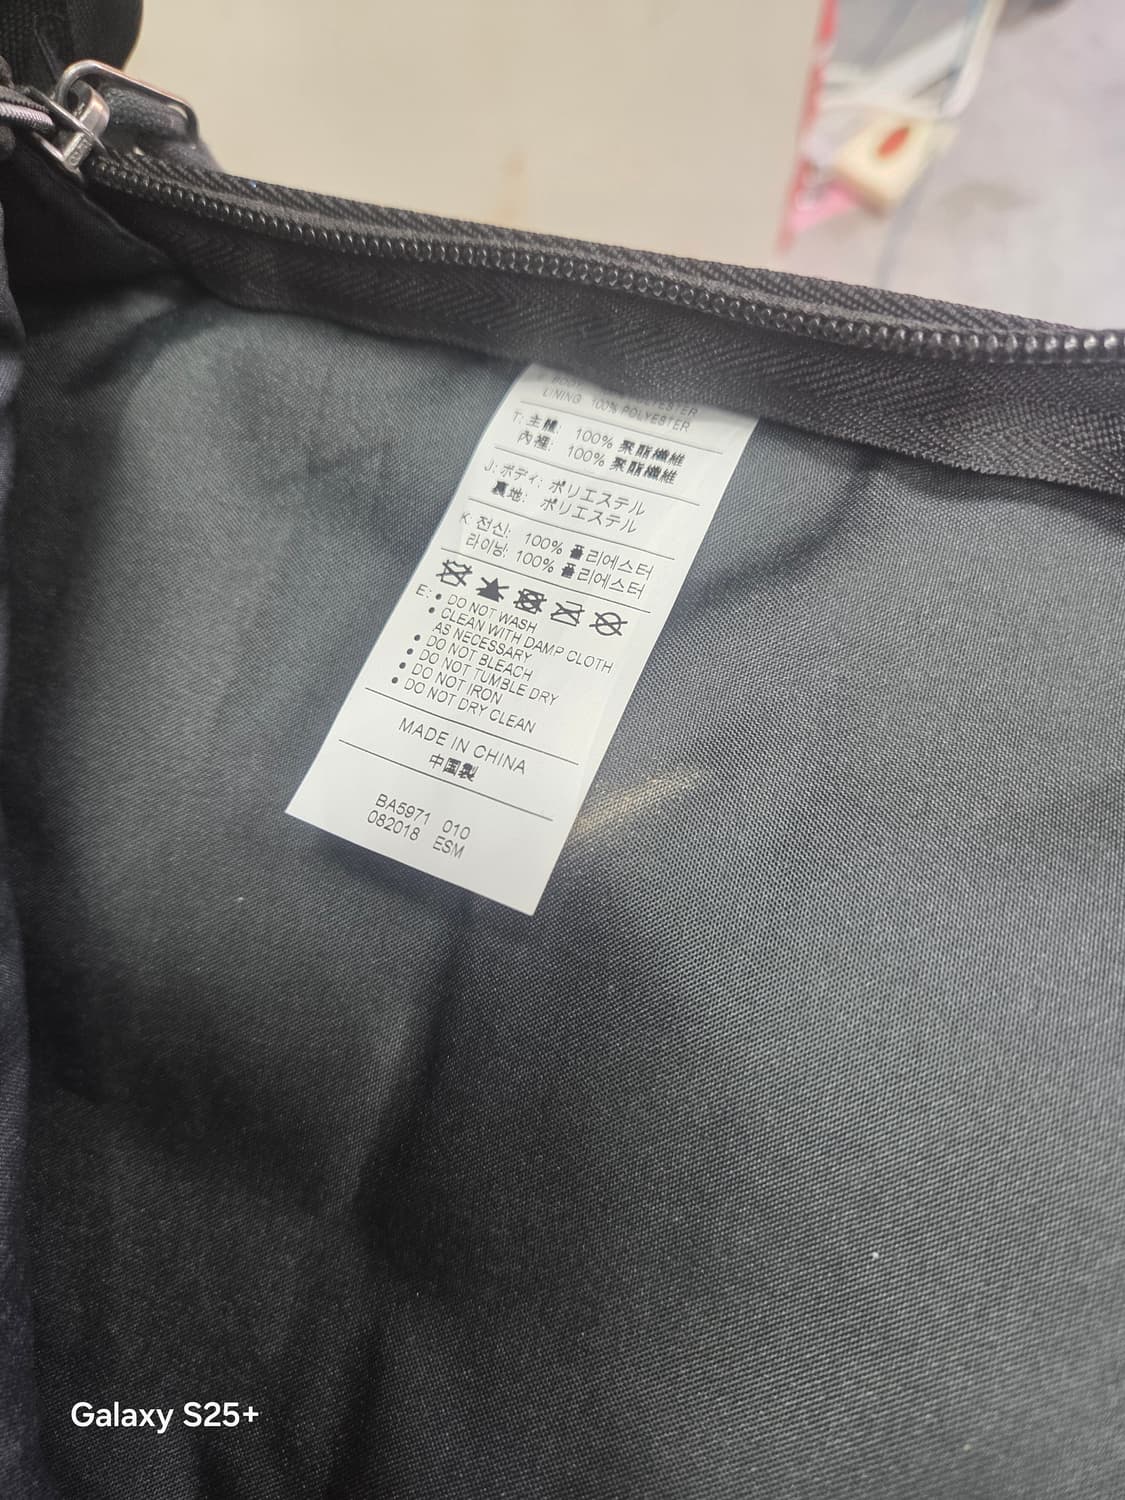 LINING 100% POLYESTER
T: 主體: 100% 聚酯纖維
內裡: 100% 聚酯纖維
J: ボディ: ポリエステル
裏地: ポリエステル
K: 전신: 100% 폴리에스터
라이닝: 100% 폴리에스터
E: • DO NOT WASH
• CLEAN WITH DAMP CLOTH
AS NECESSARY
• DO NOT BLEACH
• DO NOT TUMBLE DRY
• DO NOT IRON
• DO NOT DRY CLEAN
MADE IN CHINA
中国製
BA5971 010
082018 ESM
Galaxy S25+